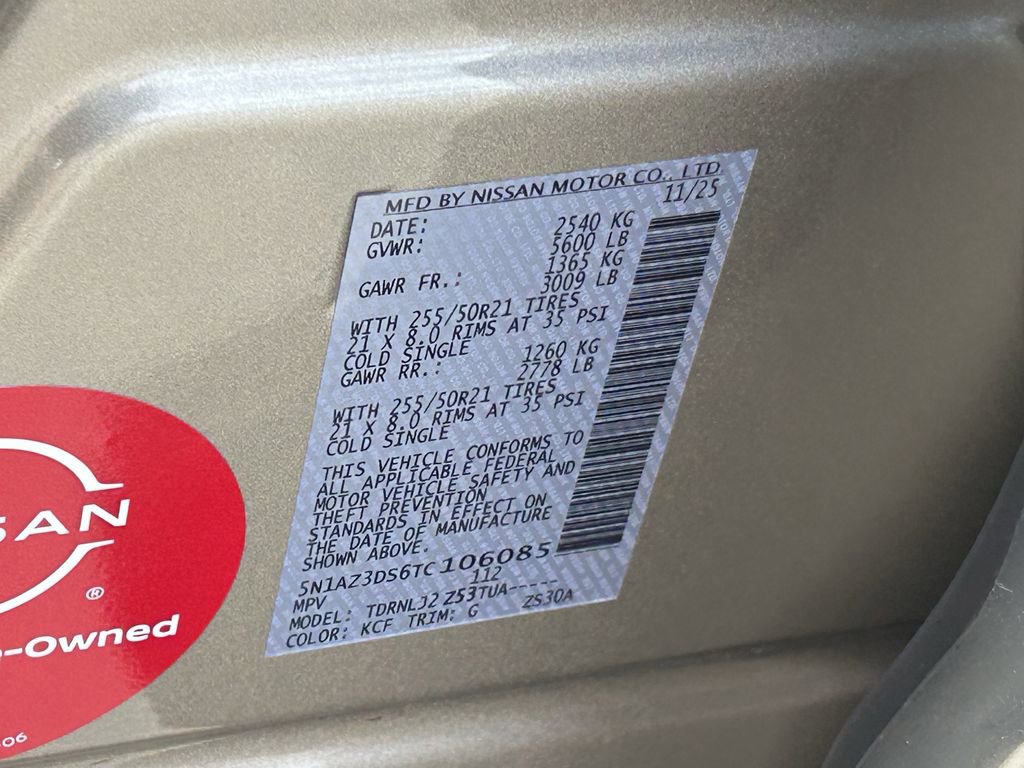 MFD BY NISSAN MOTOR CO., LTD.
DATE: 11/25
GVWR: 2540 KG
5600 LB
GAWR FR.: 1365 KG
3009 LB
WITH 255/50R21 TIRES
21 X 8.0 RIMS AT 35 PSI
COLD SINGLE
GAWR RR.: 1260 KG
2778 LB
WITH 255/50R21 TIRES
21 X 8.0 RIMS AT 35 PSI
COLD SINGLE
THIS VEHICLE CONFORMS TO
ALL APPLICABLE FEDERAL
MOTOR VEHICLE SAFETY AND
THEFT PREVENTION
STANDARDS IN EFFECT ON
THE DATE OF MANUFACTURE
SHOWN ABOVE.
5N1AZ3DS6TC106085
MPV 112
MODEL: TDRNLJ2 Z53TUA-----
COLOR: KCF TRIM: G ZS30A
SAN
®
-Owned
06